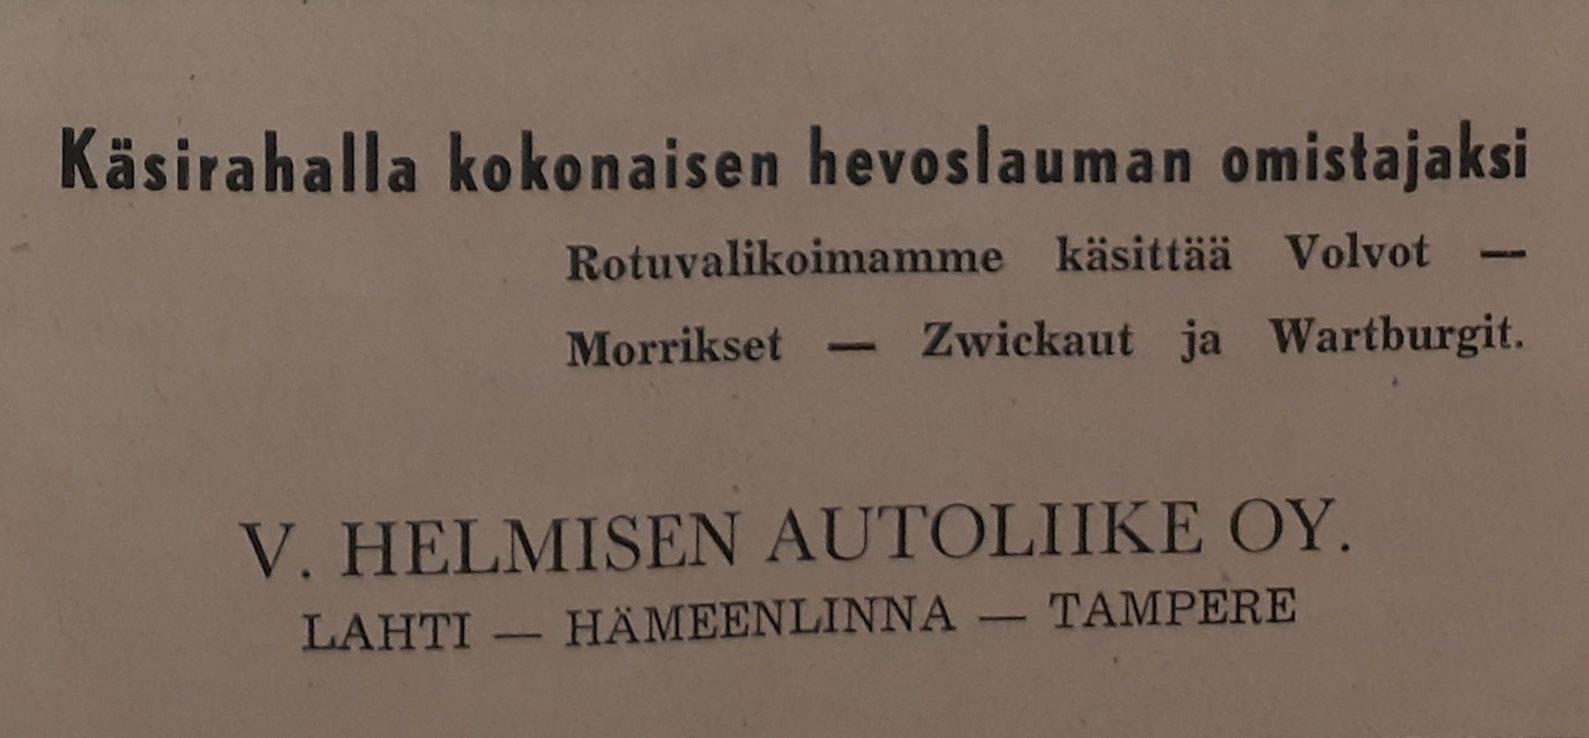 Käsirahalla kokonaisen hevoslauman omistajaksi
Rotuvalikoimamme käsittää Volvot —
Morrikset — Zwickaut ja Wartburgit.
V. HELMISEN AUTOLIIKE OY.
LAHTI — HÄMEENLINNA — TAMPERE